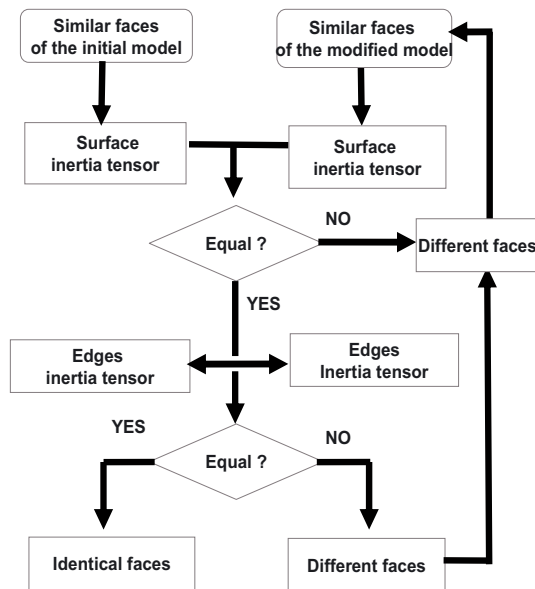 Similar faces
of the initial model
Similar faces
of the modified model
Surface
inertia tensor
Surface
inertia tensor
Equal ?
NO
Different faces
YES
Edges
inertia tensor
Edges
Inertia tensor
YES
Equal ?
NO
Identical faces
Different faces